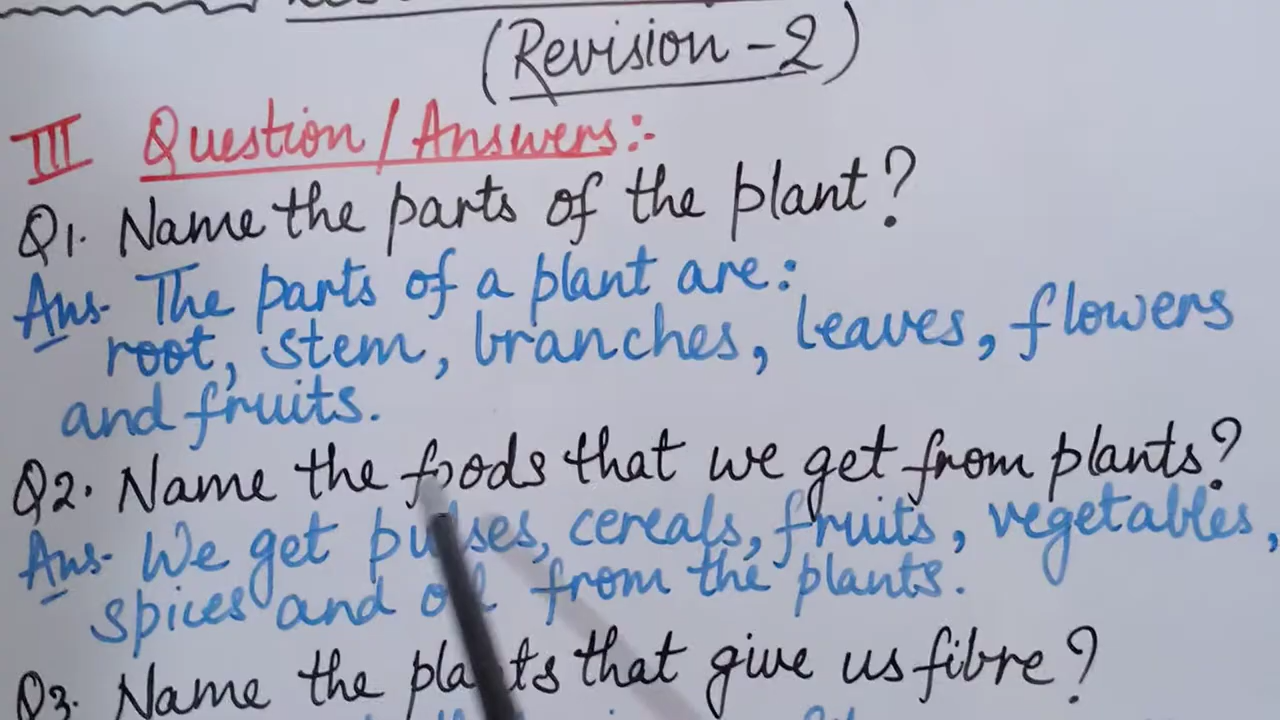 (Revision - 2)
III Question/Answers:-
Q1. Name the parts of the plant?
Ans- The parts of a plant are:
root, stem, branches, leaves, flowers
and fruits.
Q2. Name the foods that we get from plants?
Ans- We get pulses, cereals, fruits, vegetables,
spices and oil from the plants.
Q3. Name the plants that give us fibre?